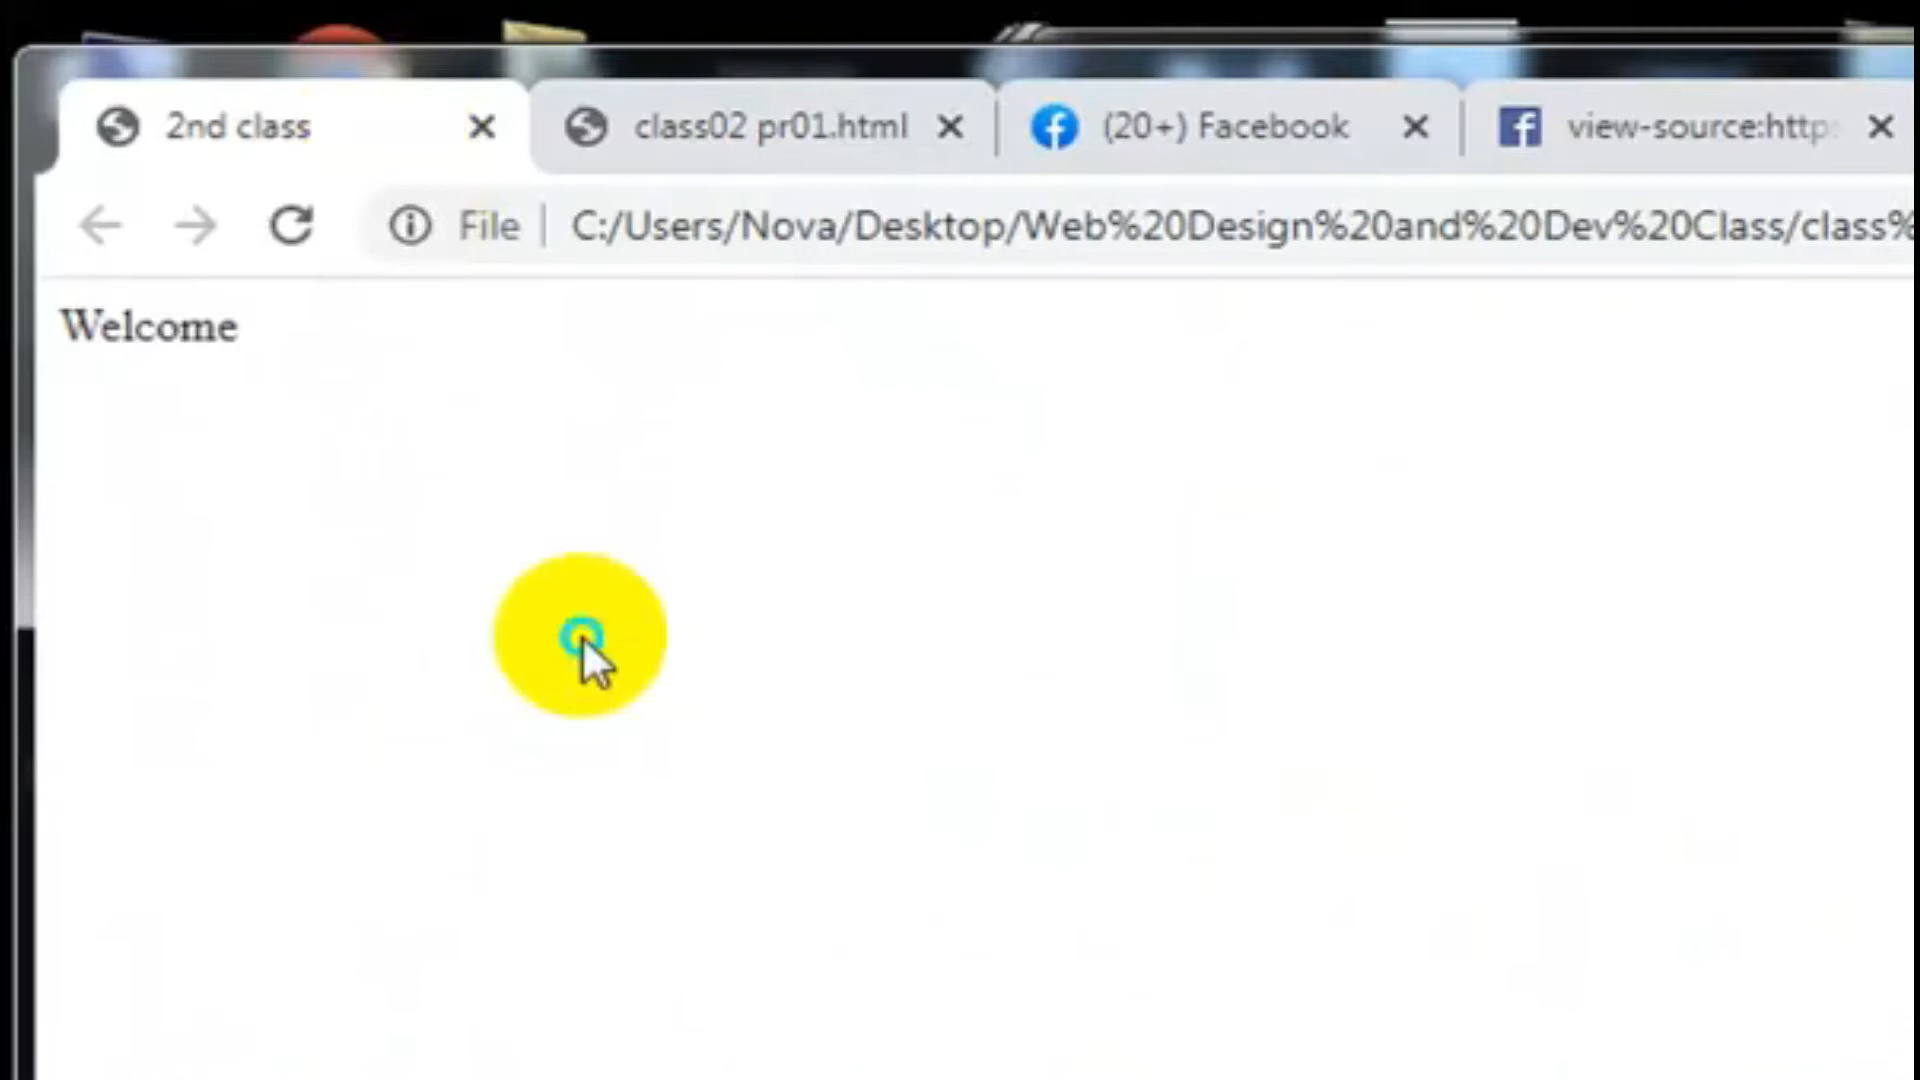 2nd class
class02 pr01.html
(20+) Facebook
view-source:http
File
C:/Users/Nova/Desktop/Web%20Design%20and%20Dev%20Class/class%
Welcome